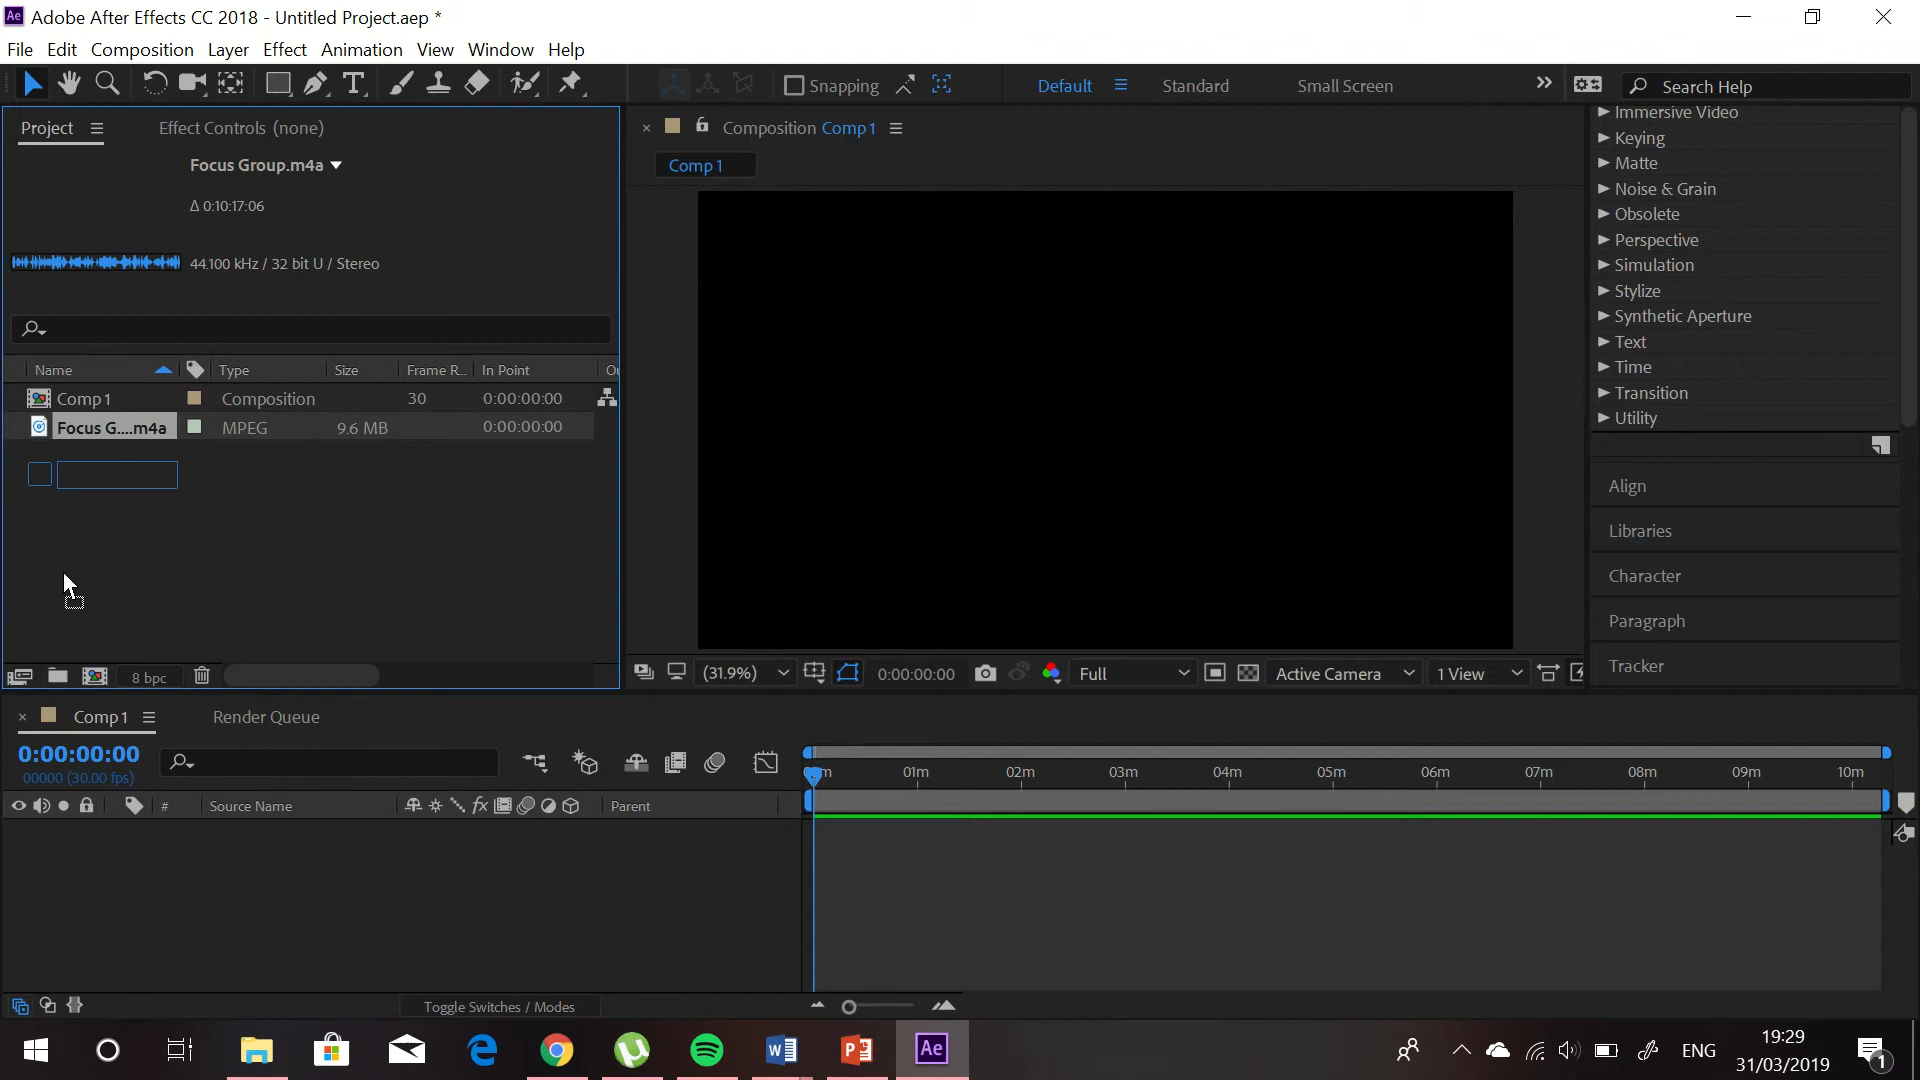 Ae Adobe After Effects CC 2018 - Untitled Project.aep *
File Edit Composition Layer Effect Animation View Window Help
T Snapping Default Standard Small Screen Search Help
Project Effect Controls (none)
Composition Comp 1
Focus Group.m4a
Comp 1
Δ 0:10:17:06
44.100 kHz / 32 bit U / Stereo
Immersive Video
Keying
Matte
Noise & Grain
Obsolete
Perspective
Simulation
Stylize
Synthetic Aperture
Text
Time
Transition
Utility
Name Type Size Frame R... In Point Ou
Comp 1 Composition 30 0:00:00:00
Focus G....m4a MPEG 9.6 MB 0:00:00:00
Align
Libraries
Character
Paragraph
Tracker
8 bpc
(31.9%) 0:00:00:00 Full Active Camera 1 View
Comp 1 Render Queue
0:00:00:00
00000 (30.00 fps)
01m 02m 03m 04m 05m 06m 07m 08m 09m 10m
# Source Name fx Parent
Toggle Switches / Modes
W P Ae ENG 19:29
31/03/2019
1